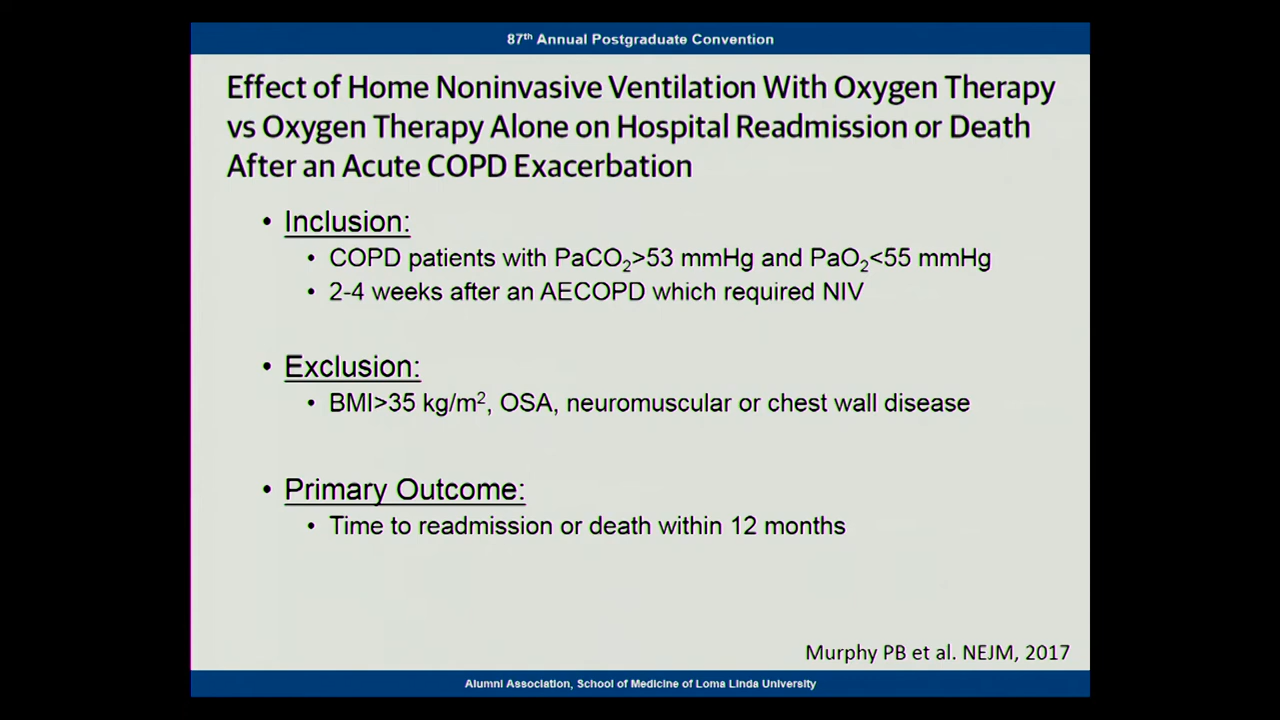 87th Annual Postgraduate Convention
Effect of Home Noninvasive Ventilation With Oxygen Therapy
vs Oxygen Therapy Alone on Hospital Readmission or Death
After an Acute COPD Exacerbation
• Inclusion:
• COPD patients with PaCO2>53 mmHg and PaO2<55 mmHg
• 2-4 weeks after an AECOPD which required NIV
• Exclusion:
• BMI>35 kg/m², OSA, neuromuscular or chest wall disease
• Primary Outcome:
• Time to readmission or death within 12 months
Murphy PB et al. NEJM, 2017
Alumni Association, School of Medicine of Loma Linda University